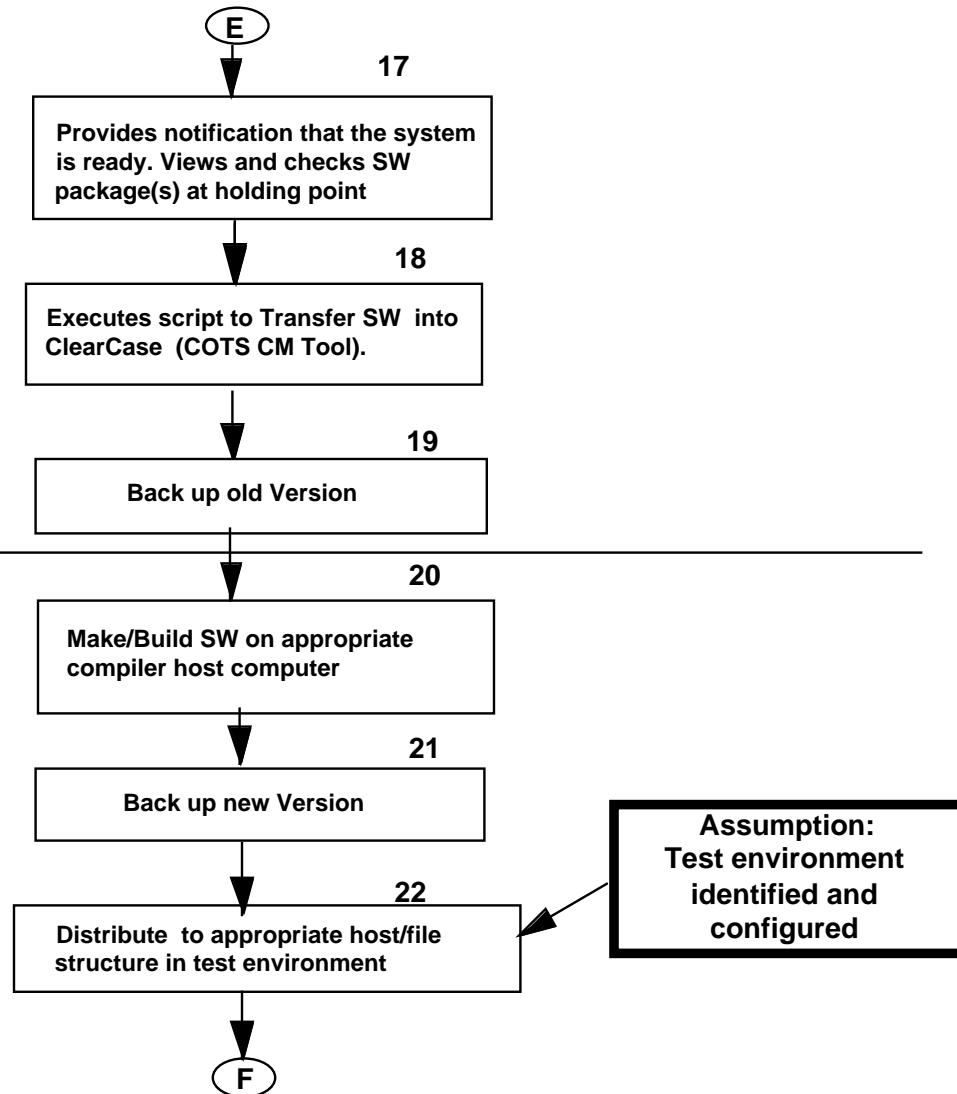 E
17
Provides notification that the system
is ready. Views and checks SW
package(s) at holding point
18
Executes script to Transfer SW  into
ClearCase  (COTS CM Tool).
19
Back up old Version
20
Make/Build SW on appropriate
compiler host computer
21
Back up new Version
Assumption:
Test environment
identified and
configured
22
Distribute  to appropriate host/file
structure in test environment
F